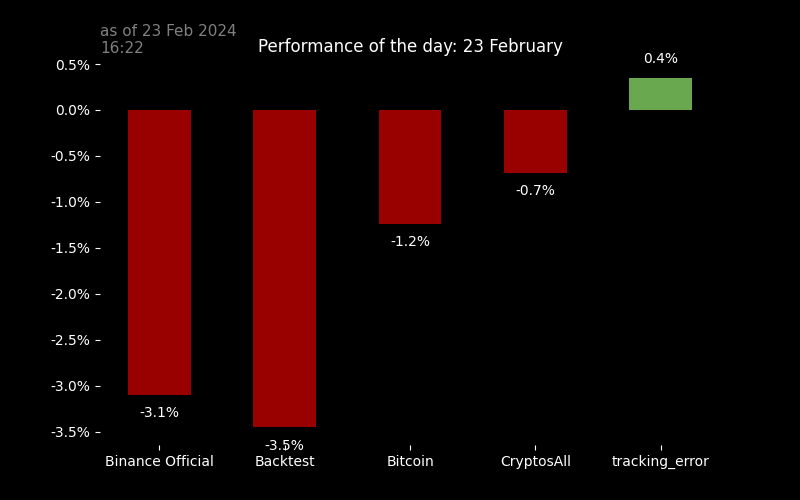 as of 23 Feb 2024
16:22
Performance of the day: 23 February
0.5%
0.0%
-0.5%
-1.0%
-1.5%
-2.0%
-2.5%
-3.0%
-3.5%
-3.1%
-3.5%
-1.2%
-0.7%
0.4%
Binance Official
Backtest
Bitcoin
CryptosAll
tracking_error